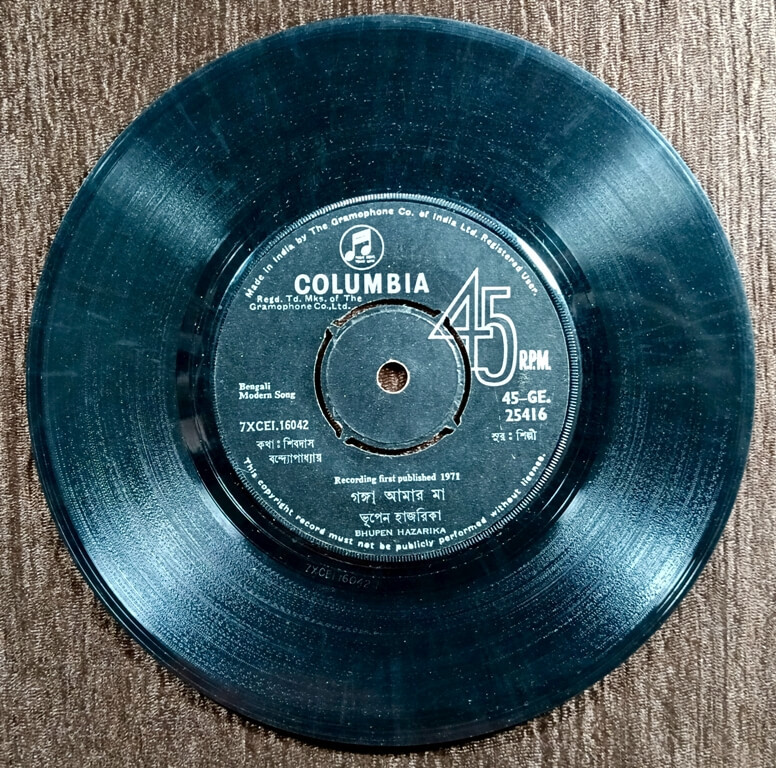 Made in India by The Gramophone Co. of India Ltd. Registered User.
COLUMBIA
Regd. Td. Mks. of The
Gramophone Co., Ltd.
45
R.P.M.
Bengali
Modern Song
45-GE.
25416
7XCEI.16042
কথা : শিবদাস
বন্দ্যোপাধ্যায়
সুর : শিল্পী
Recording first published 1971
গঙ্গা আমার মা
ভূপেন হাজরিকা
BHUPEN HAZARIKA
This copyright record must not be publicly performed without license.
7XCEI 16042